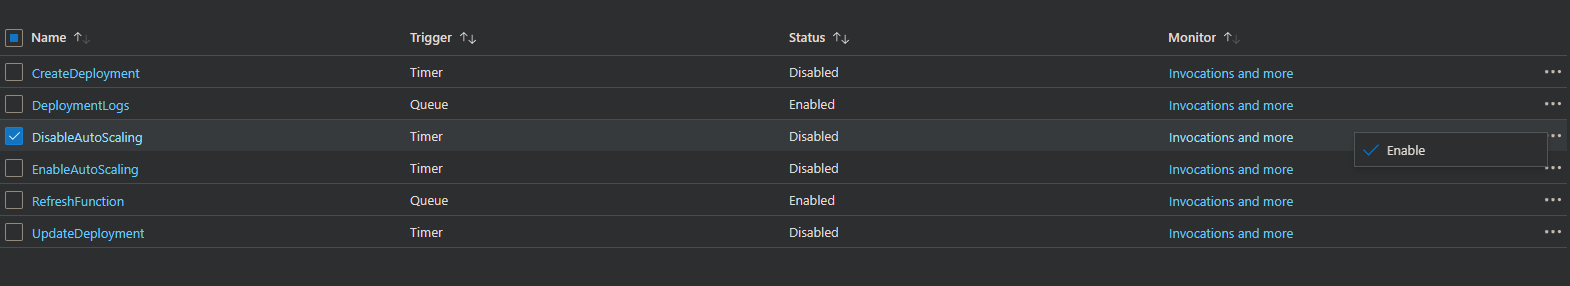 Name Trigger Status Monitor
CreateDeployment Timer Disabled Invocations and more
DeploymentLogs Queue Enabled Invocations and more
DisableAutoScaling Timer Disabled Invocations and more
Enable
EnableAutoScaling Timer Disabled Invocations and more
RefreshFunction Queue Enabled Invocations and more
UpdateDeployment Timer Disabled Invocations and more